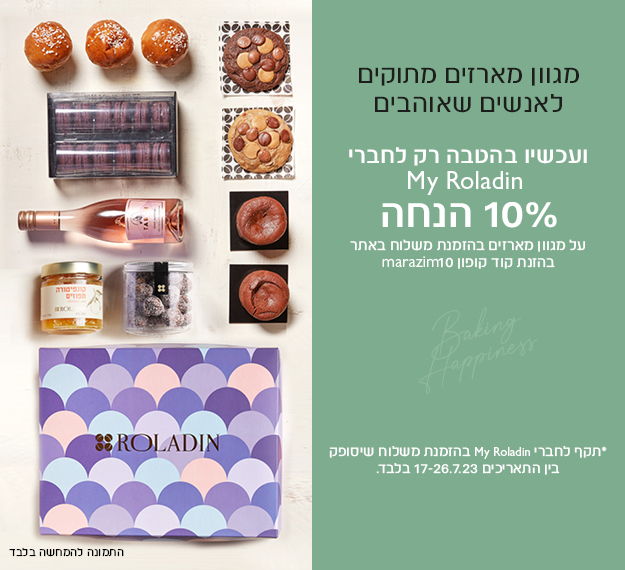 מגוון מארזים מתוקים
לאנשים שאוהבים
ועכשיו בהטבה רק לחברי
My Roladin
10% הנחה
על מגוון מארזים בהזמנת משלוח באתר
בהזנת קוד קופון marazim10
Baking
Happiness
*תקף לחברי My Roladin בהזמנת משלוח שיסופק
בין התאריכים 17-26.7.23 בלבד.
קונפיטורה
תפוזים
ROLADIN
התמונה להמחשה בלבד